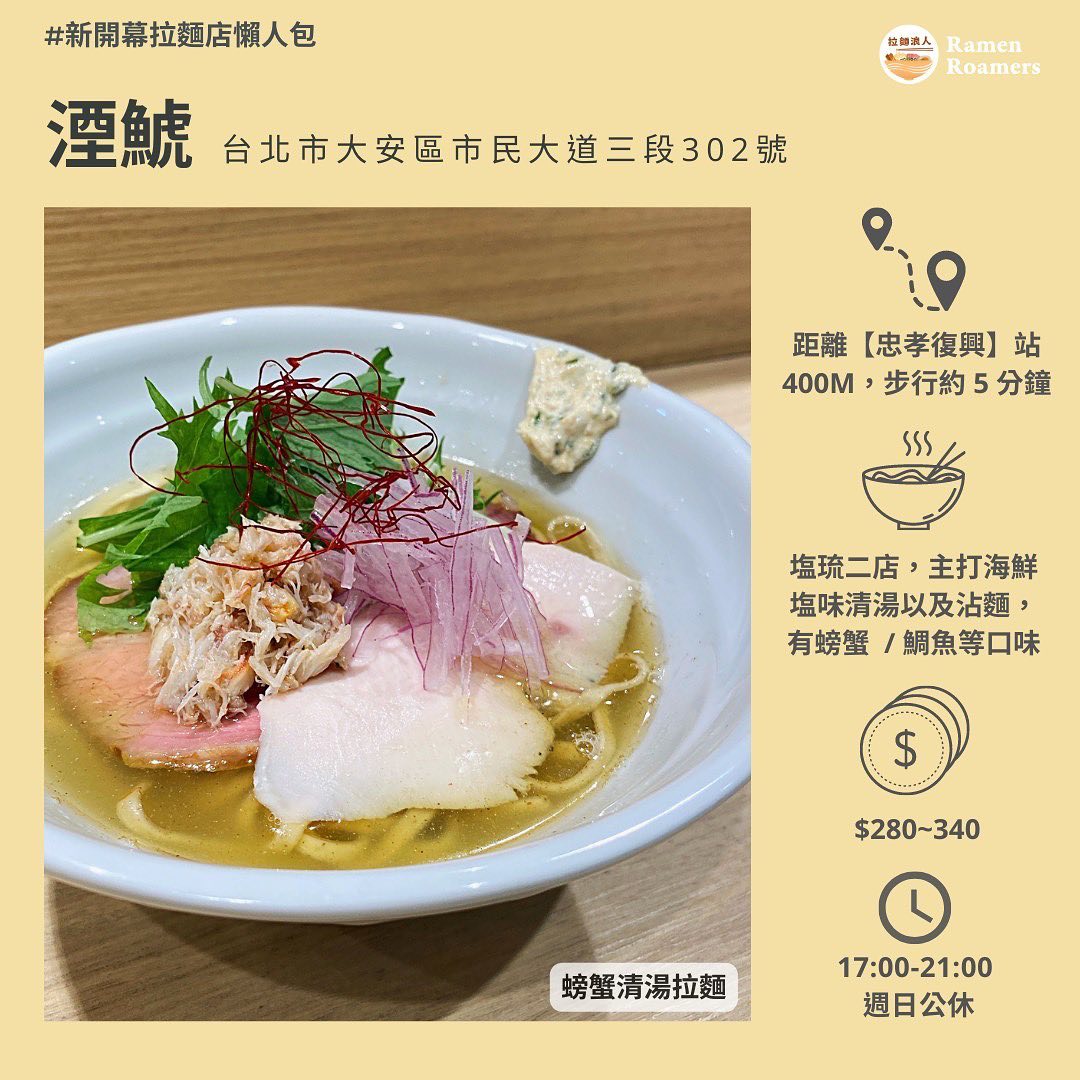 #新開幕拉麵店懶人包
拉麵浪人
Ramen
Roamers
湮鯱 台北市大安區市民大道三段302號
距離【忠孝復興】站
400M，步行約 5 分鐘
塩琉二店，主打海鮮
塩味清湯以及沾麵，
有螃蟹 / 鯛魚等口味
$
$280~340
17:00-21:00
週日公休
螃蟹清湯拉麵